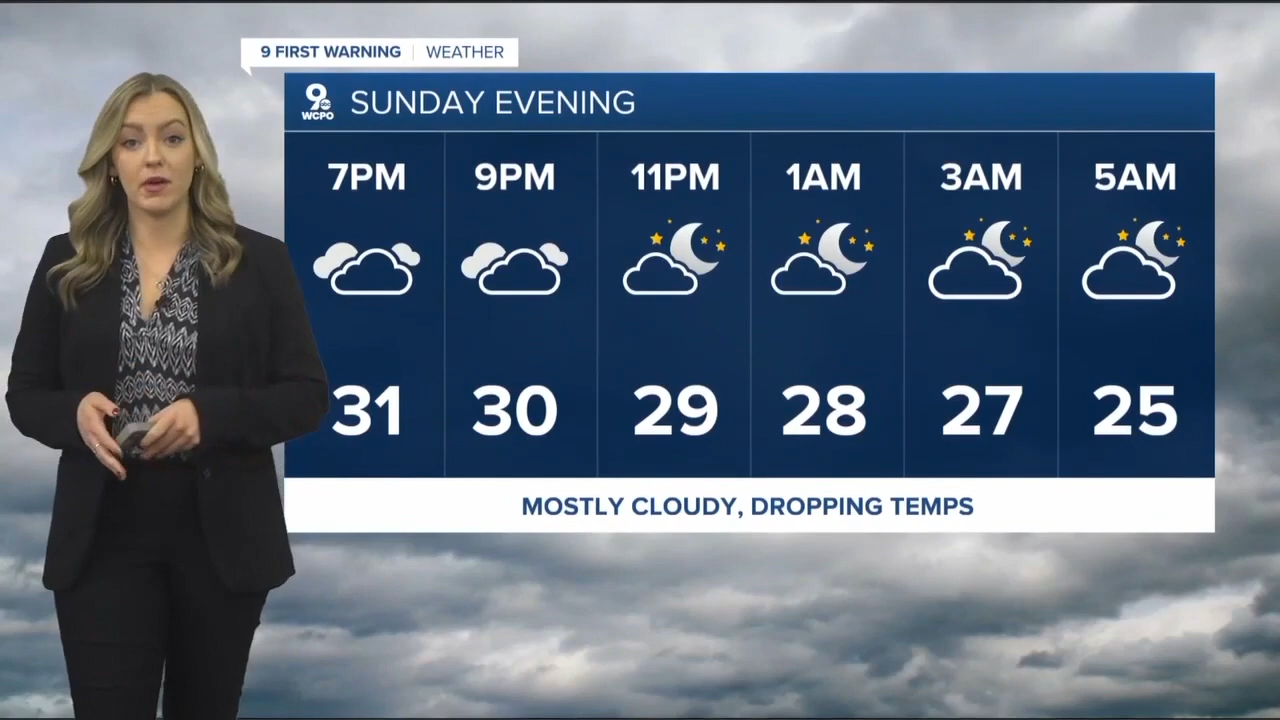 9 FIRST WARNING | WEATHER
9 abc
WCPO
SUNDAY EVENING
7PM 9PM 11PM 1AM 3AM 5AM
31 30 29 28 27 25
MOSTLY CLOUDY, DROPPING TEMPS